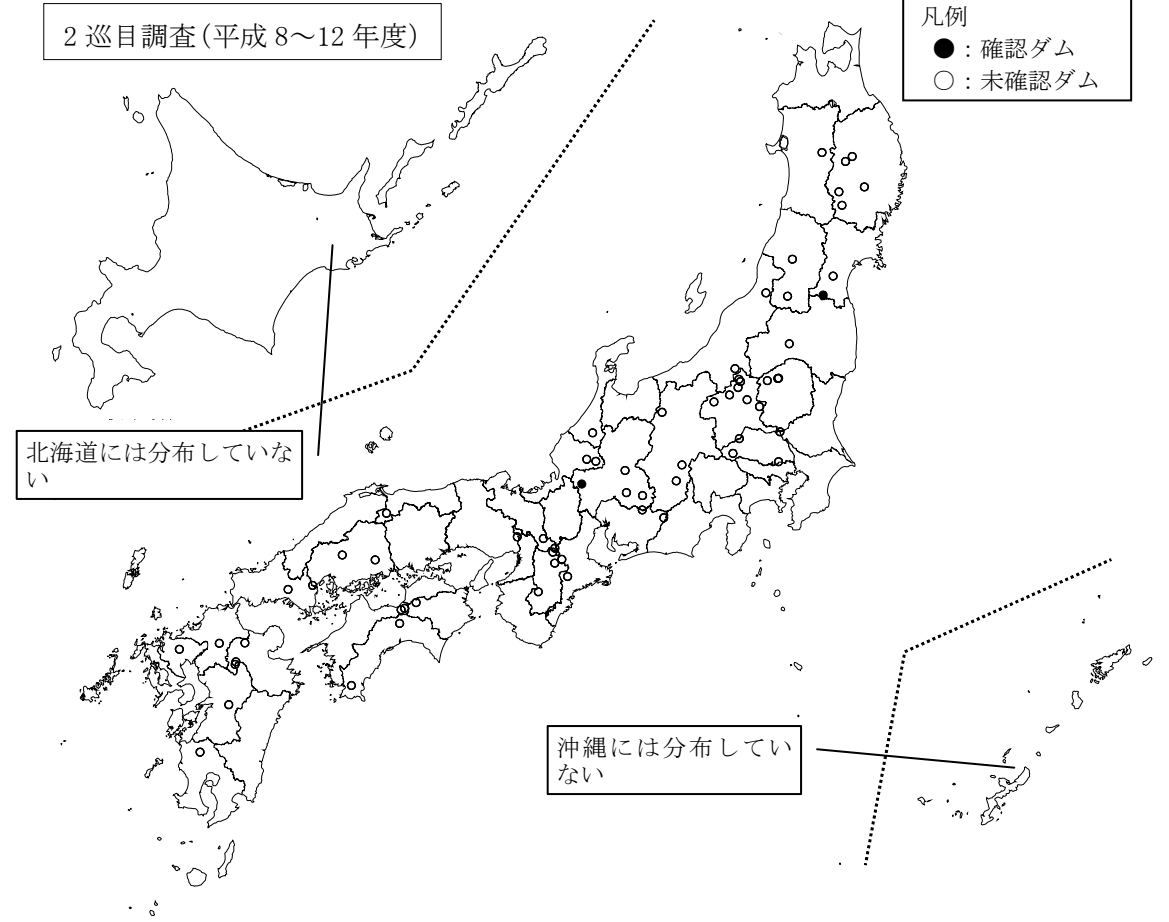 2 巡目調査(平成 8～12 年度)
凡例
●：確認ダム
○：未確認ダム
北海道には分布していな
い
沖縄には分布してい
ない